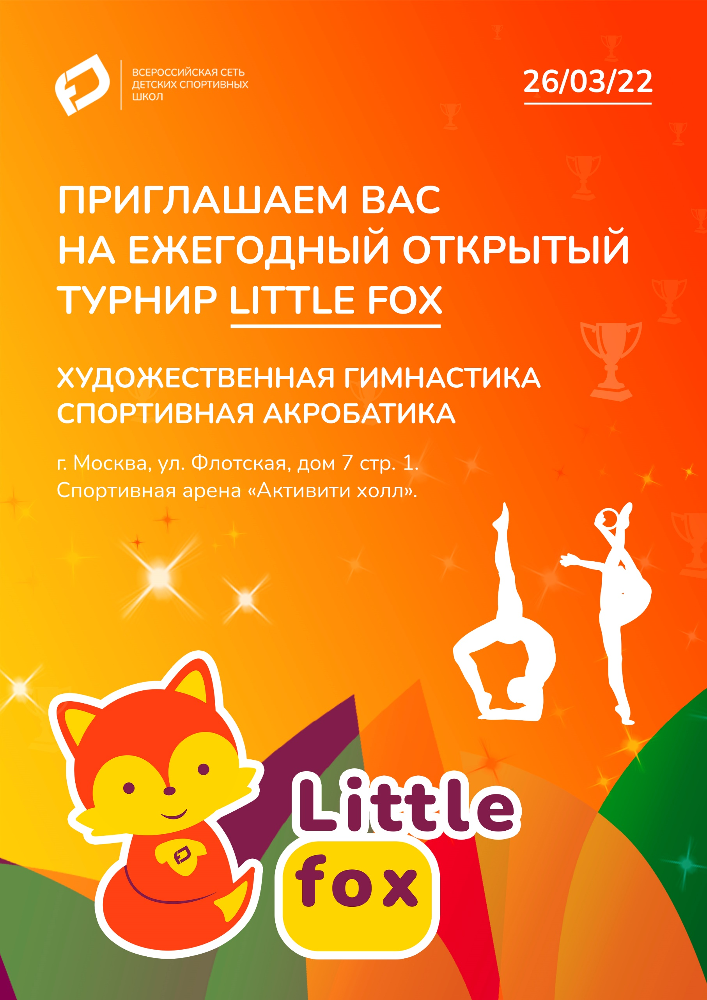 ВСЕРОССИЙСКАЯ СЕТЬ
ДЕТСКИХ СПОРТИВНЫХ
ШКОЛ
26/03/22
ПРИГЛАШАЕМ ВАС
НА ЕЖЕГОДНЫЙ ОТКРЫТЫЙ
ТУРНИР LITTLE FOX
ХУДОЖЕСТВЕННАЯ ГИМНАСТИКА
СПОРТИВНАЯ АКРОБАТИКА
г. Москва, ул. Флотская, дом 7 стр. 1.
Спортивная арена «Активити холл».
Little
fox